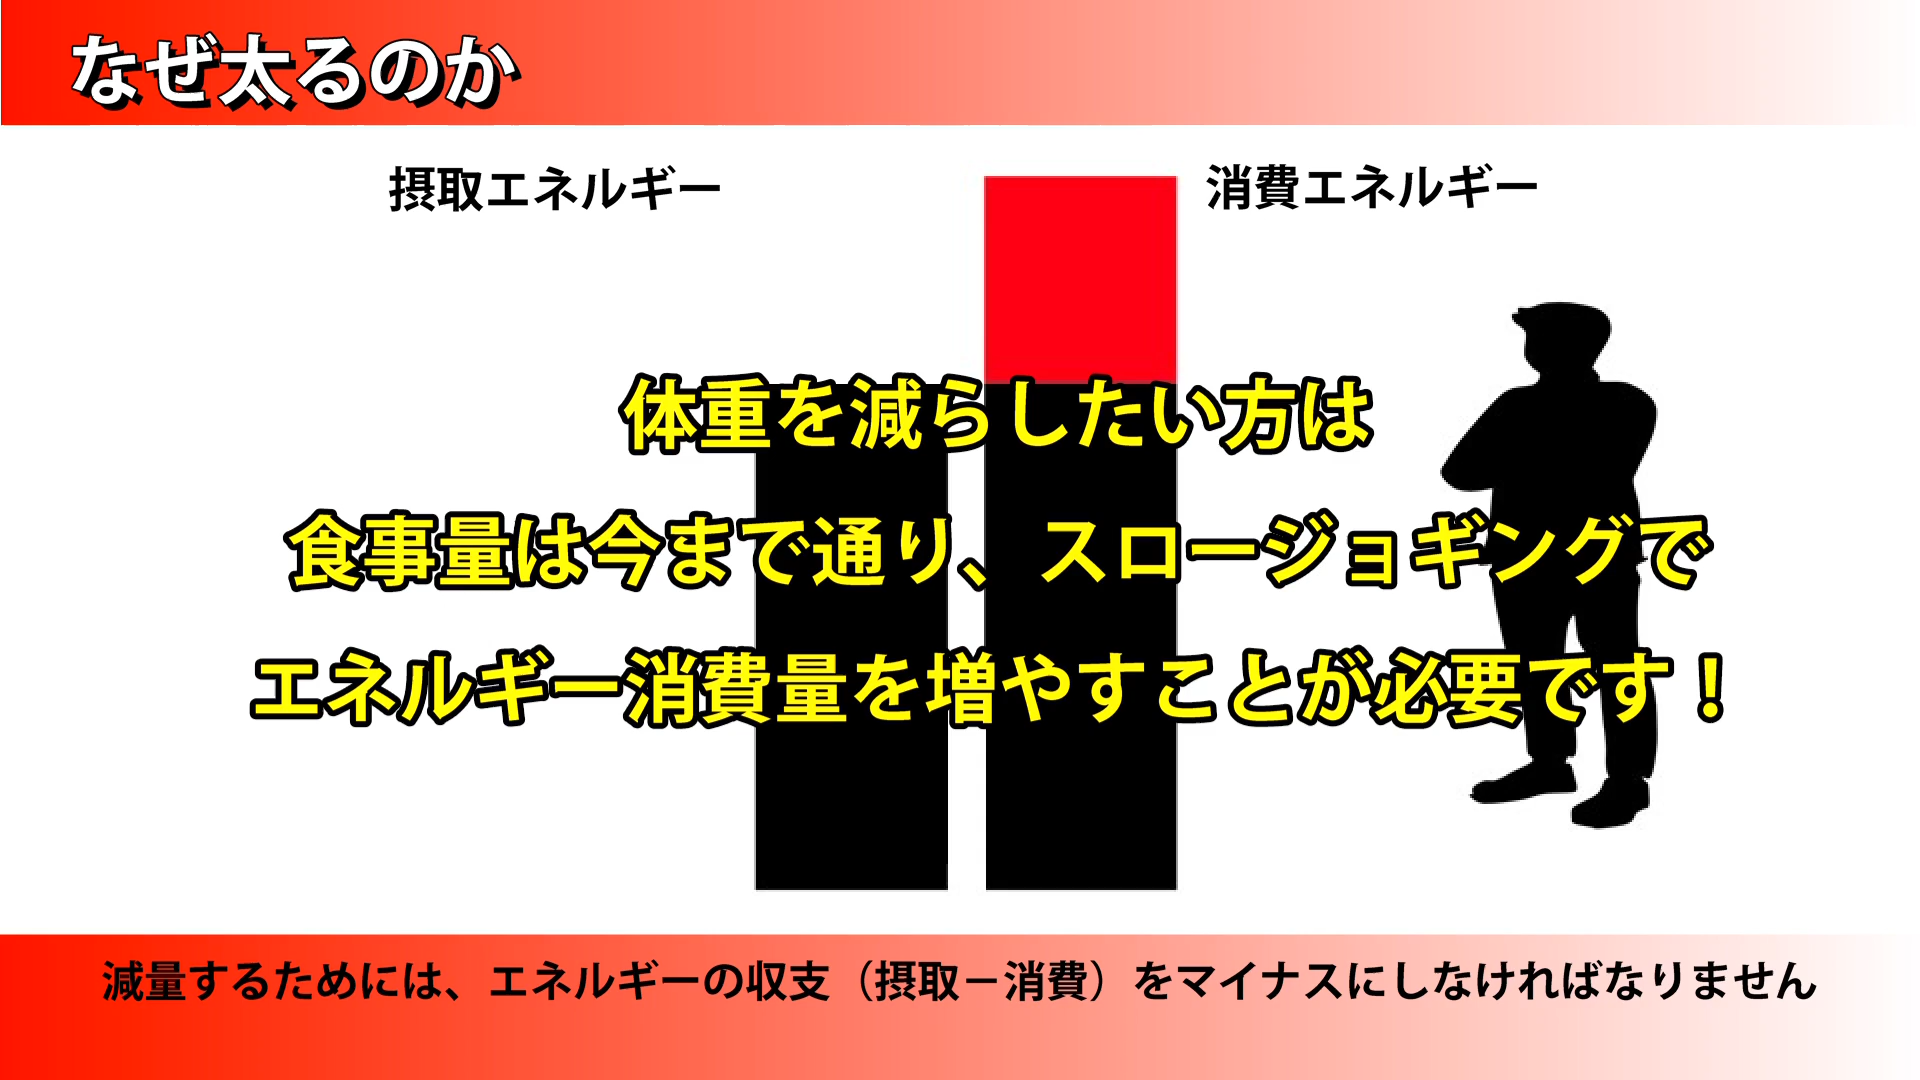 なぜ太るのか
摂取エネルギー
消費エネルギー
体重を減らしたい方は
食事量は今まで通り、スロージョギングで
エネルギー消費量を増やすことが必要です！
減量するためには、エネルギーの収支（摂取－消費）をマイナスにしなければなりません